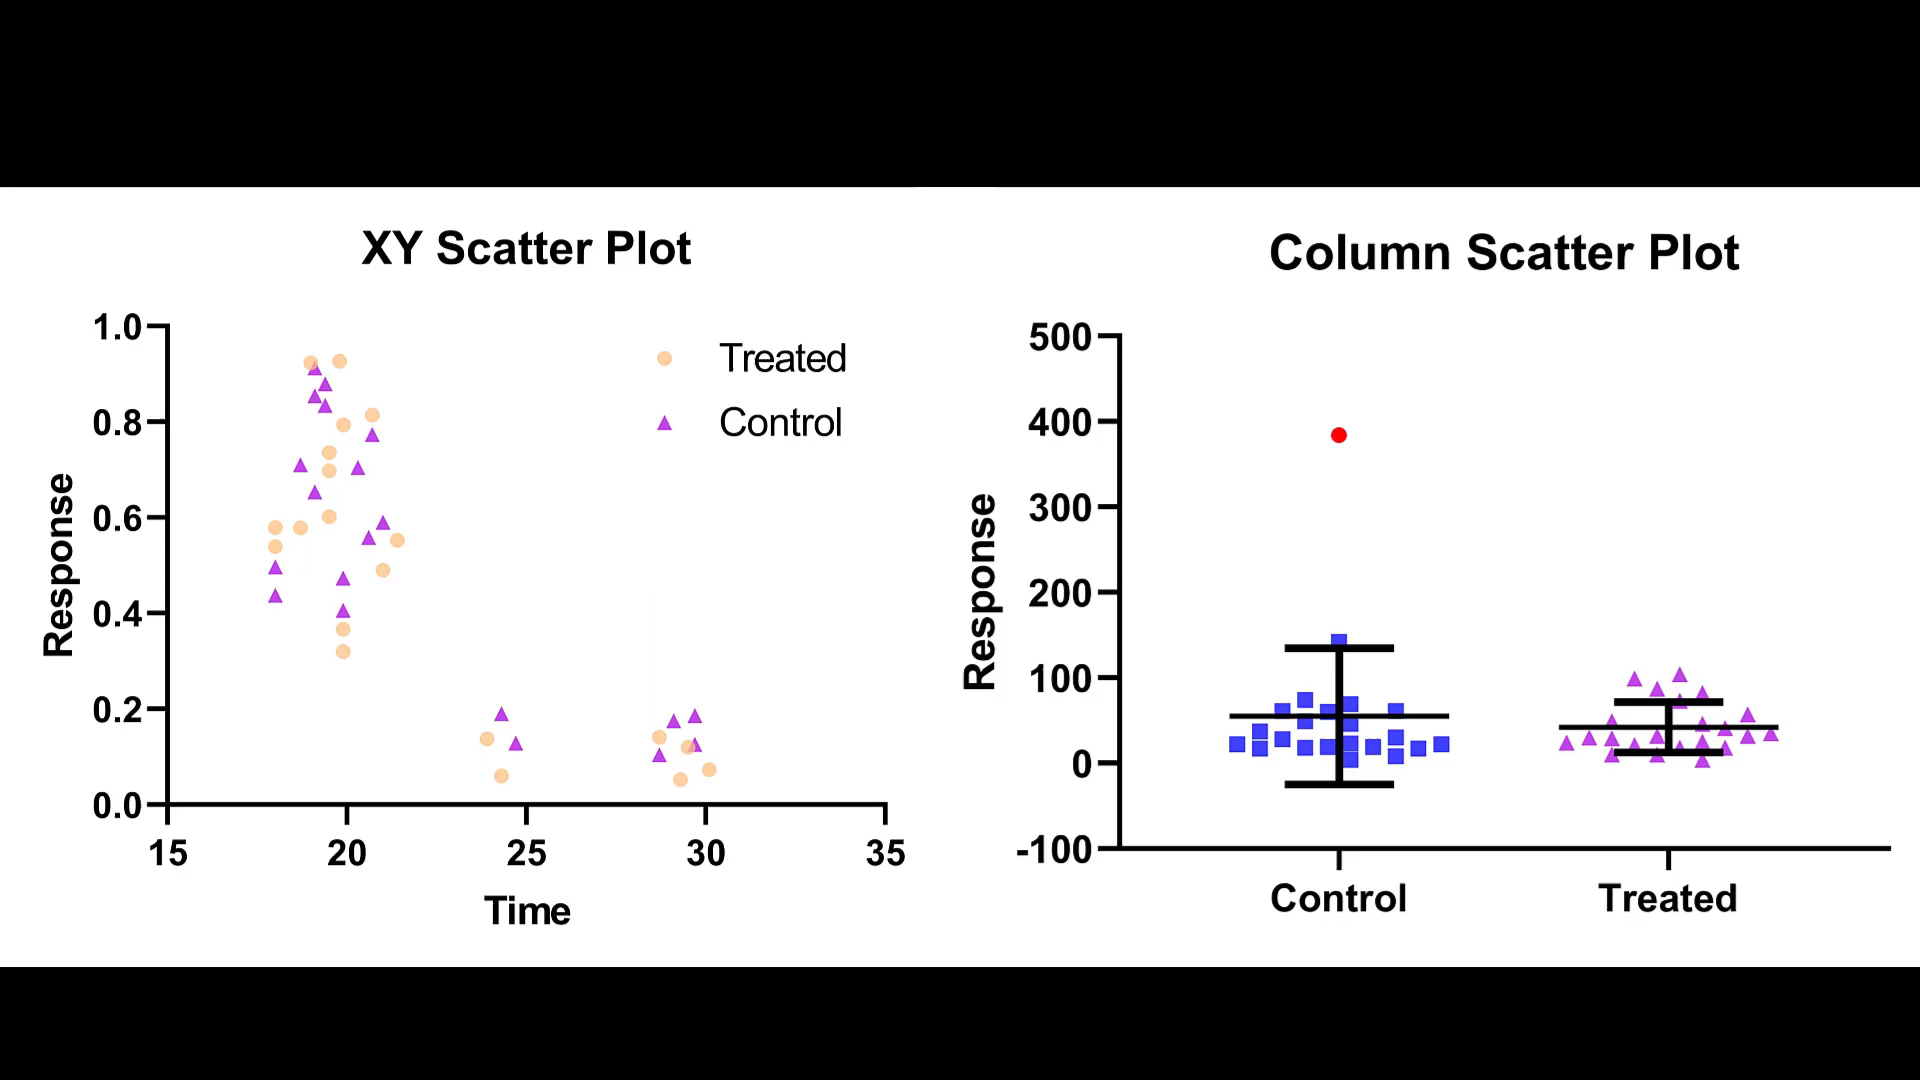 XY Scatter Plot
1.0
0.8
0.6
0.4
0.2
0.0
Response
15 20 25 30 35
Time
Treated
Control
Column Scatter Plot
500
400
300
200
100
0
-100
Response
Control Treated